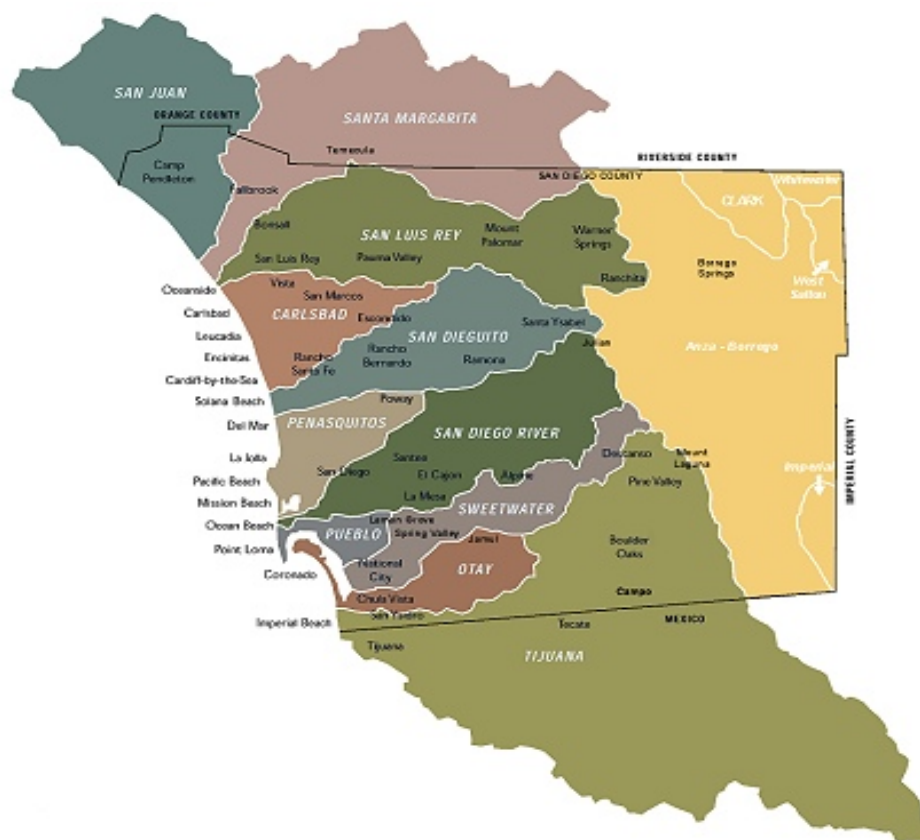 SAN JUAN
ORANGE COUNTY
SANTA MARGARITA
Temecula
RIVERSIDE COUNTY
Camp
Pendleton
SAN DIEGO COUNTY
Whitewater
Fallbrook
CLARK
Bonsall
SAN LUIS REY
Mount
Palomar
Warner
Springs
San Luis Rey
Pauma Valley
Borrego
Springs
Ranchita
West
Salton
Oceanside
Vista
San Marcos
Carlsbad
CARLSBAD
Escondido
Santa Ysabel
Leucadia
SAN DIEGUITO
Julian
Anza - Borrego
Encinitas
Rancho
Santa Fe
Rancho
Bernardo
Ramona
Cardiff-by-the-Sea
Solana Beach
Poway
Del Mar
PENASQUITOS
SAN DIEGO RIVER
La Jolla
Santee
Descanso
Mount
Laguna
San Diego
El Cajon
Alpine
Imperial
IMPERIAL COUNTY
Pacific Beach
Pine Valley
Mission Beach
La Mesa
SWEETWATER
Ocean Beach
Lemon Grove
PUEBLO
Spring Valley
Jamul
Point Loma
Boulder
Oaks
Coronado
National
City
OTAY
Chula Vista
Campo
Imperial Beach
San Ysidro
Tecate
MEXICO
Tijuana
TIJUANA